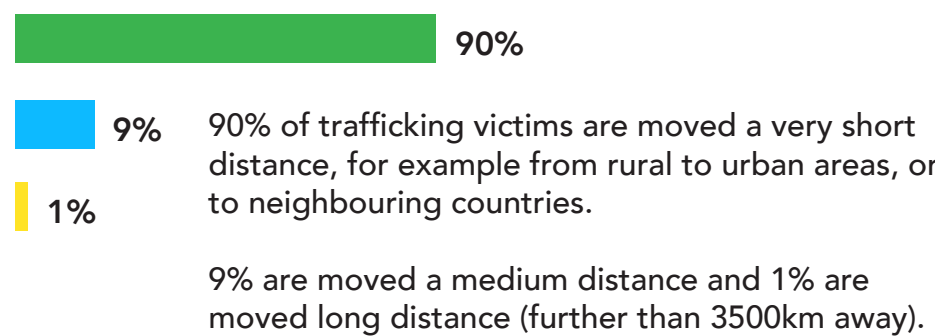 90%
9%
90% of trafficking victims are moved a very short
distance, for example from rural to urban areas, or
1%
to neighbouring countries.
9% are moved a medium distance and 1% are
moved long distance (further than 3500km away).